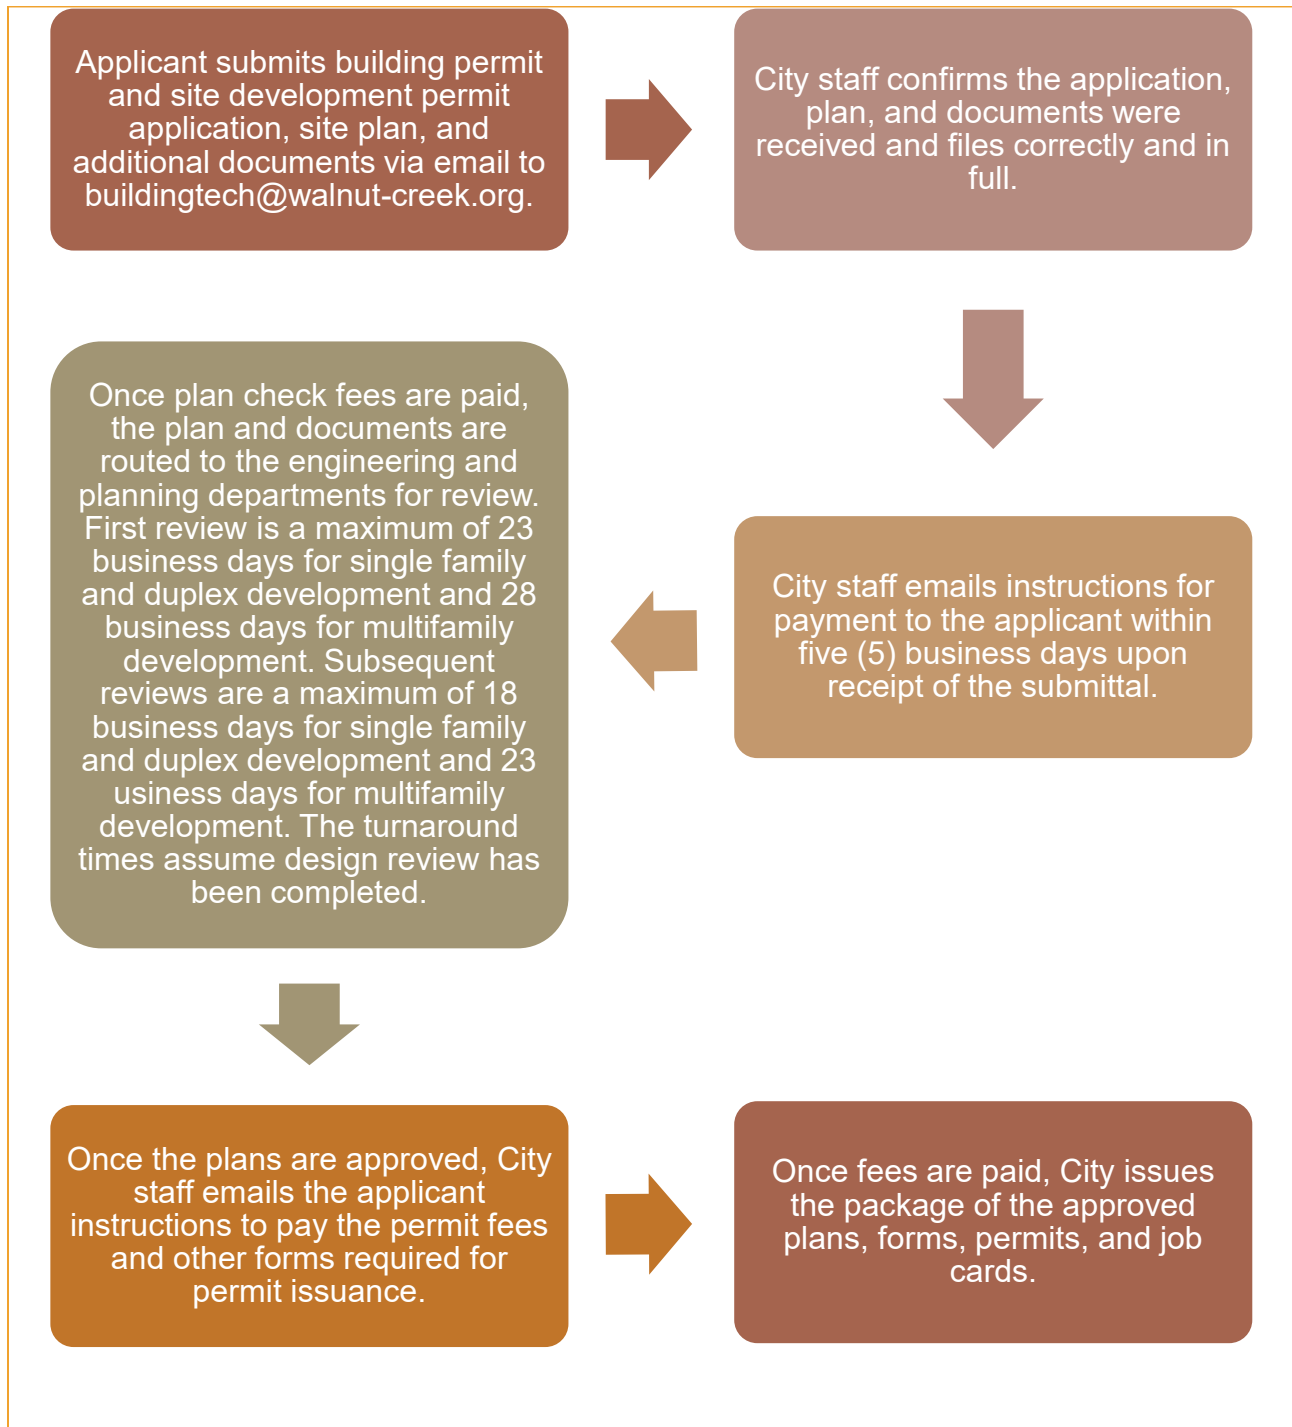 Applicant submits building permit
and site development permit
application, site plan, and
additional documents via email to
buildingtech@walnut-creek.org.
City staff confirms the application,
plan, and documents were
received and files correctly and in
full.
City staff emails instructions for
payment to the applicant within
five (5) business days upon
receipt of the submittal.
Once plan check fees are paid,
the plan and documents are
routed to the engineering and
planning departments for review.
First review is a maximum of 23
business days for single family
and duplex development and 28
business days for multifamily
development. Subsequent
reviews are a maximum of 18
business days for single family
and duplex development and 23
usiness days for multifamily
development. The turnaround
times assume design review has
been completed.
Once the plans are approved, City
staff emails the applicant
instructions to pay the permit fees
and other forms required for
permit issuance.
Once fees are paid, City issues
the package of the approved
plans, forms, permits, and job
cards.